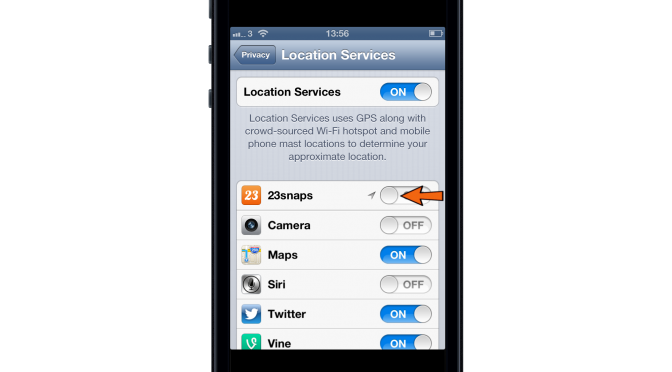 3 13:56
Privacy Location Services
Location Services ON
Location Services uses GPS along with
crowd-sourced Wi-Fi hotspot and mobile
phone mast locations to determine your
approximate location.
23 23snaps
Camera OFF
Maps ON
Siri OFF
Twitter ON
Vine ON